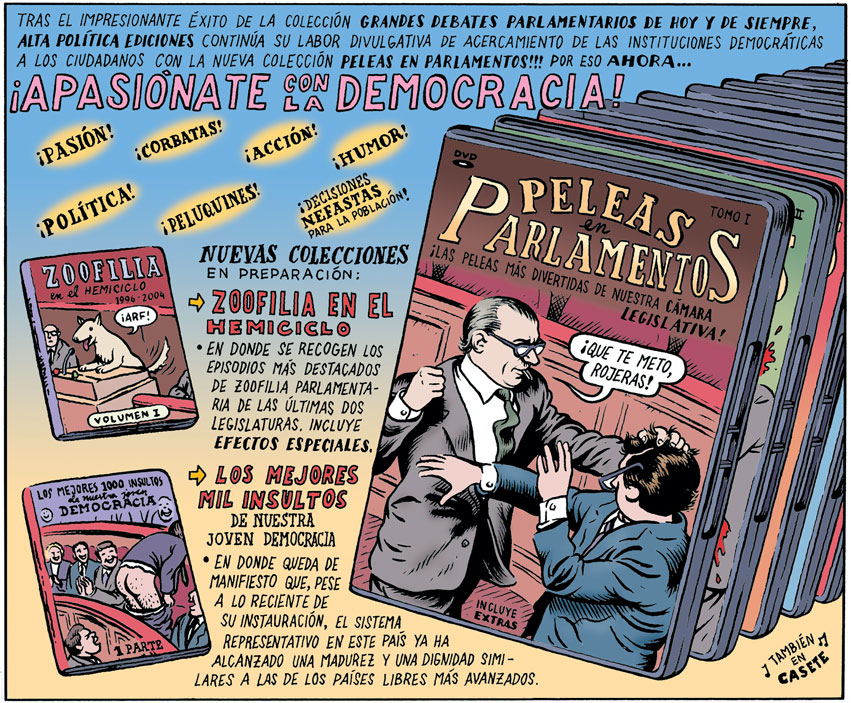 TRAS EL IMPRESIONANTE ÉXITO DE LA COLECCIÓN GRANDES DEBATES PARLAMENTARIOS DE HOY Y DE SIEMPRE,
ALTA POLÍTICA EDICIONES CONTINÚA SU LABOR DIVULGATIVA DE ACERCAMIENTO DE LAS INSTITUCIONES DEMOCRÁTICAS
A LOS CIUDADANOS CON LA NUEVA COLECCIÓN PELEAS EN PARLAMENTOS!!! POR ESO AHORA...
¡APASIÓNATE CON LA DEMOCRACIA!
¡PASIÓN!
¡CORBATAS!
¡ACCIÓN!
¡HUMOR!
¡POLÍTICA!
¡PELUQUINES!
¡DECISIONES
NEFASTAS
PARA LA POBLACIÓN!
ZOOFILIA
en el HEMICICLO
1996-2004
¡ARF!
VOLUMEN I
NUEVAS COLECCIONES
EN PREPARACIÓN:
→ ZOOFILIA EN EL
HEMICICLO
• EN DONDE SE RECOGEN LOS
EPISODIOS MÁS DESTACADOS
DE ZOOFILIA PARLAMENTA-
RIA DE LAS ÚLTIMAS DOS
LEGISLATURAS. INCLUYE
EFECTOS ESPECIALES.
LOS MEJORES 1000 INSULTOS
de nuestra joven
DEMOCRACIA
1 PARTE
→ LOS MEJORES
MIL INSULTOS
DE NUESTRA
JOVEN DEMOCRACIA
• EN DONDE QUEDA DE
MANIFIESTO QUE, PESE
A LO RECIENTE DE
SU INSTAURACIÓN, EL SISTEMA
REPRESENTATIVO EN ESTE PAÍS YA HA
ALCANZADO UNA MADUREZ Y UNA DIGNIDAD SIMI-
LARES A LAS DE LOS PAÍSES LIBRES MÁS AVANZADOS.
DVD
TOMO I
PELEAS
en
PARLAMENTOS
¡LAS PELEAS MÁS DIVERTIDAS DE NUESTRA CÁMARA
LEGISLATIVA!
¡QUE TE METO,
ROJERAS!
INCLUYE
EXTRAS
II
S
♪ TAMBIÉN ♪
EN
CASETE